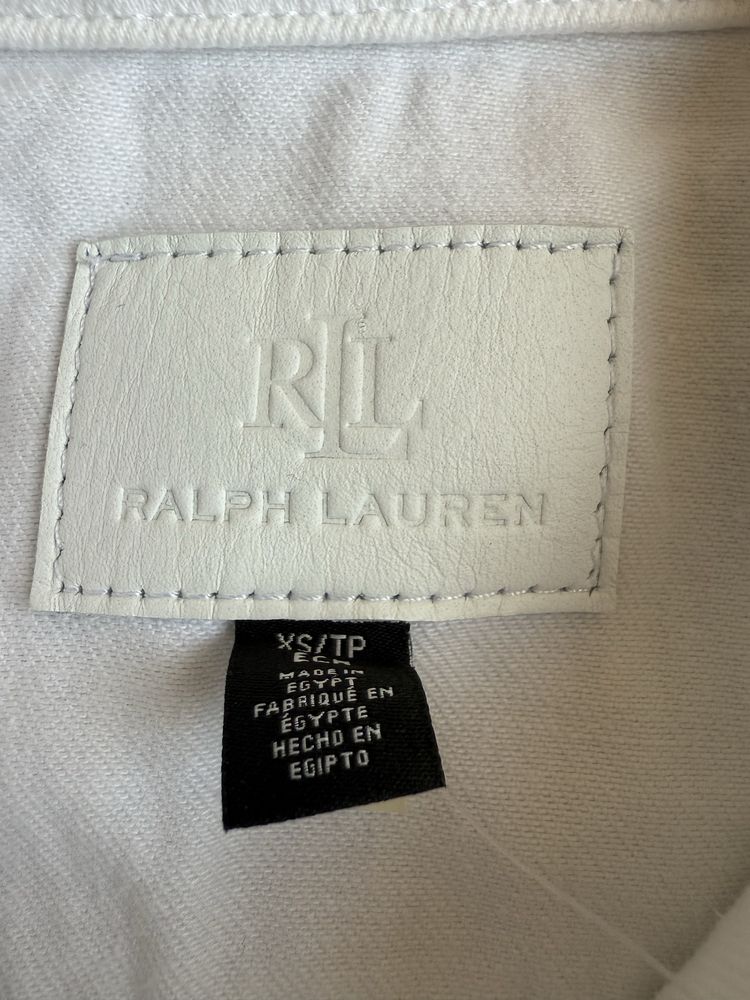 RLL
RALPH LAUREN
XS/TP
MADE IN
EGYPT
FABRIQUÉ EN
ÉGYPTE
HECHO EN
EGIPTO